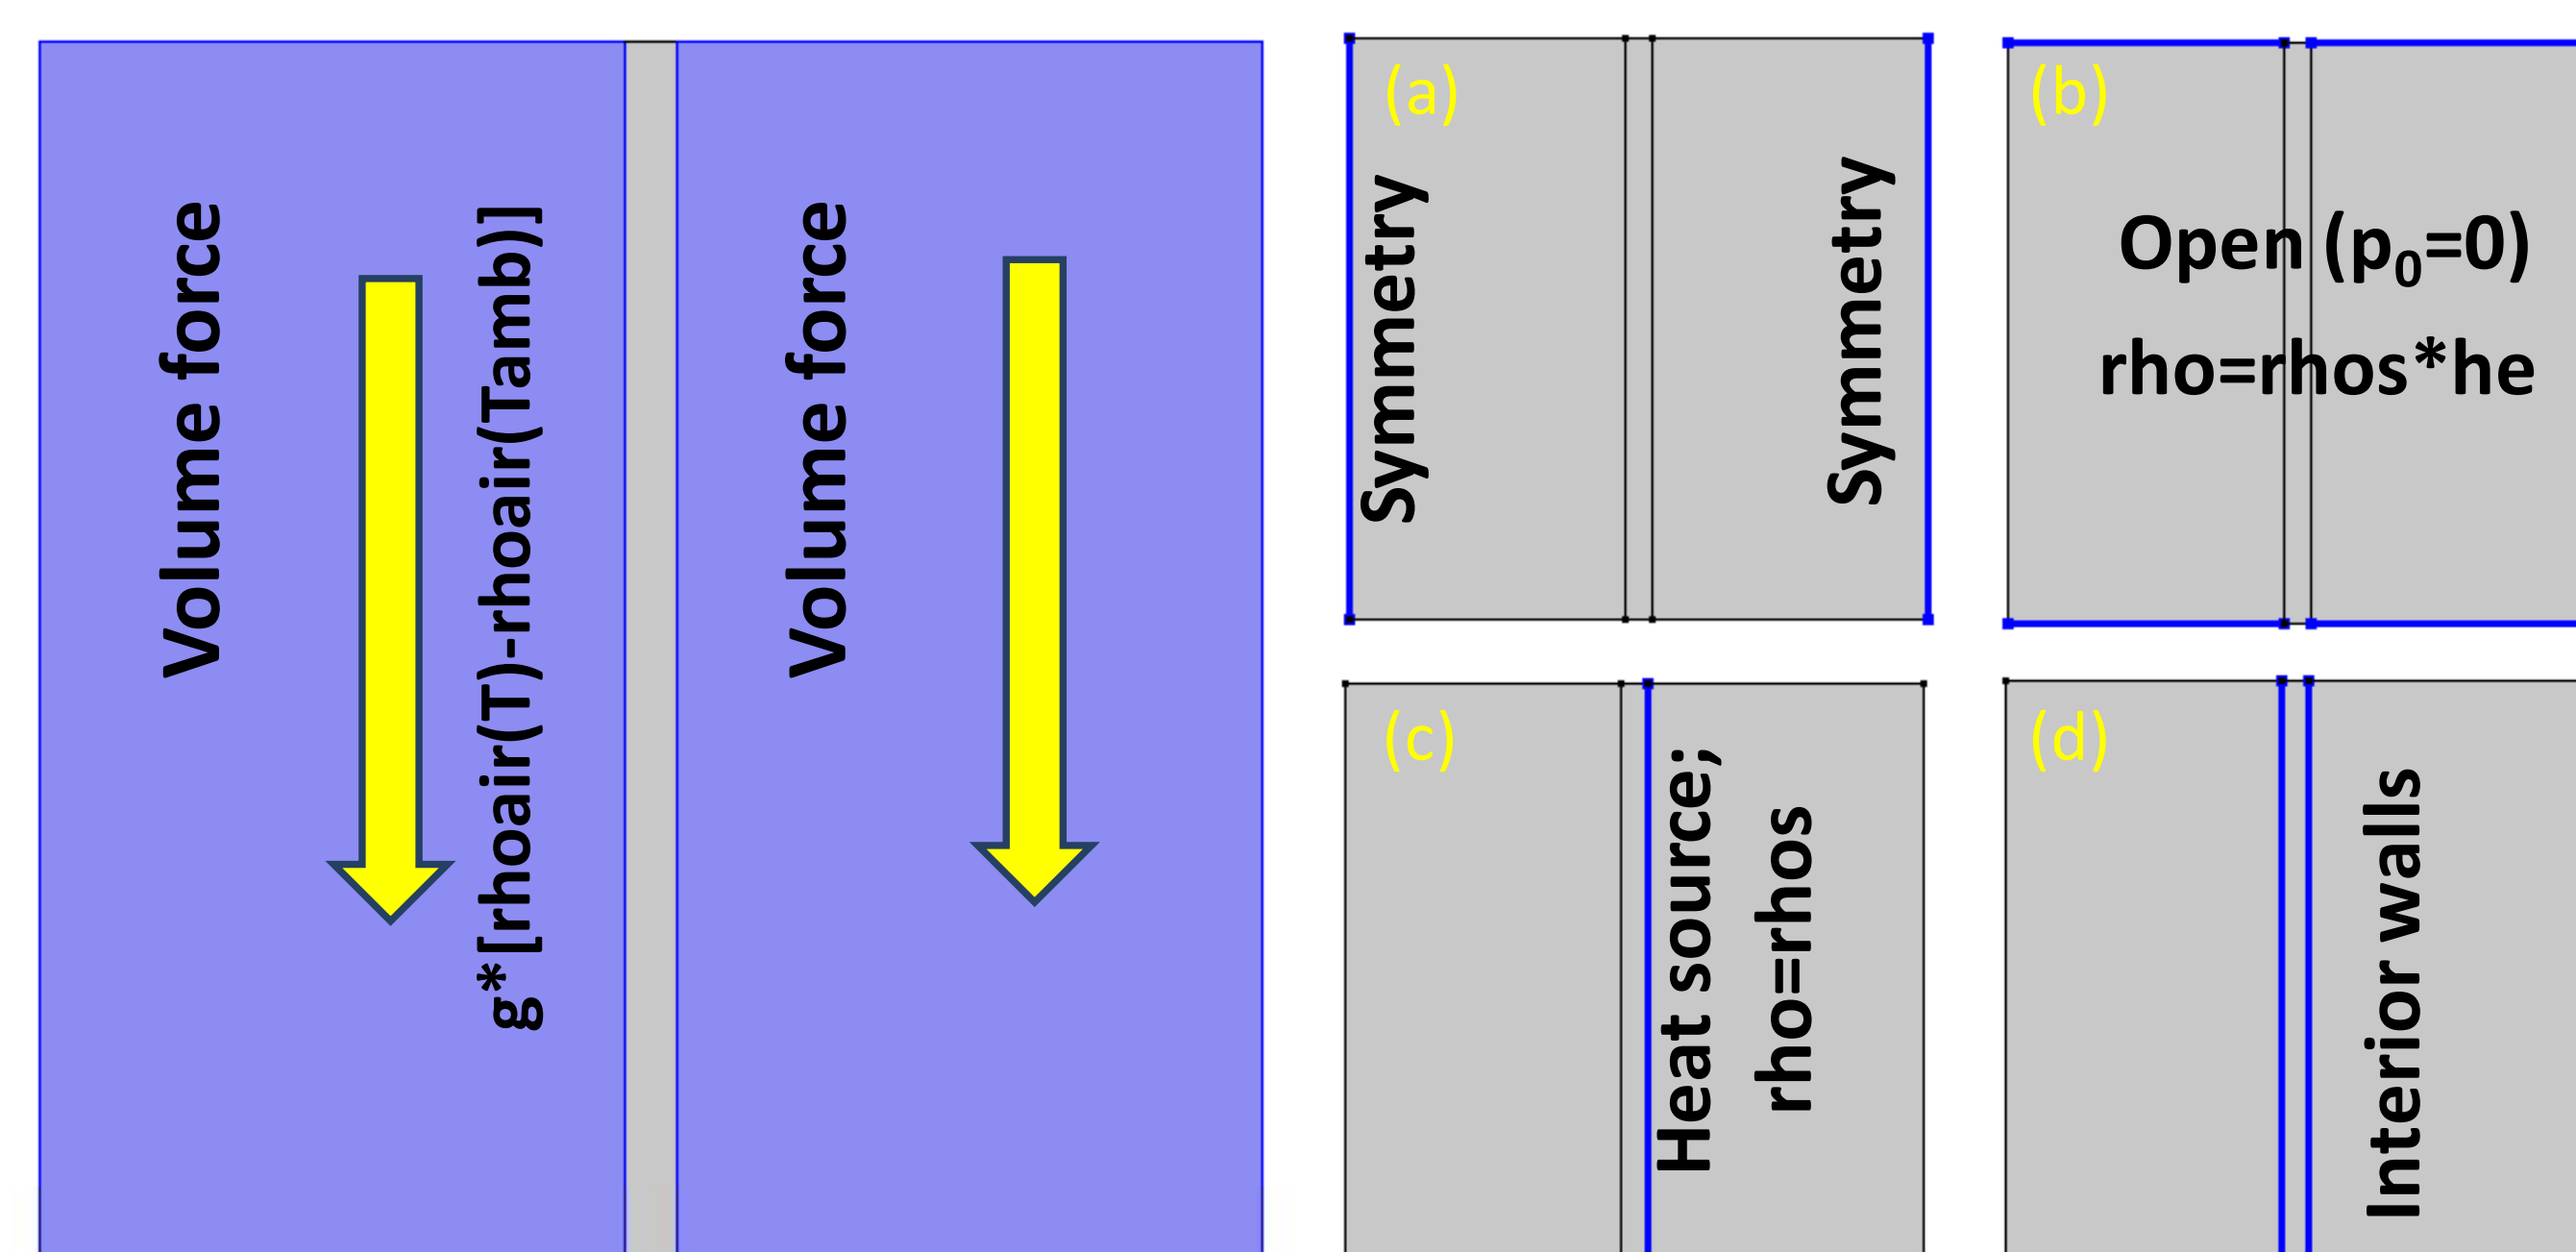 Volume force
g*[rhoair(T)-rhoair(Tamb)]
Volume force
(a)
Symmetry
Symmetry
(b)
Open (p₀=0)
rho=rhos*he
(c)
Heat source;
rho=rhos
(d)
Interior walls